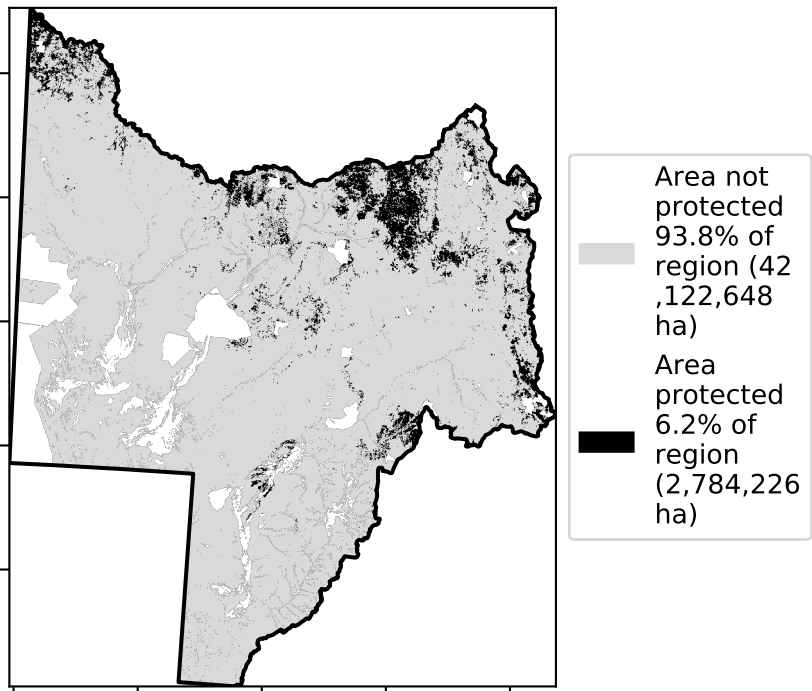 Area not
protected
93.8% of
region (42
,122,648
ha)
Area
protected
6.2% of
region
(2,784,226
ha)